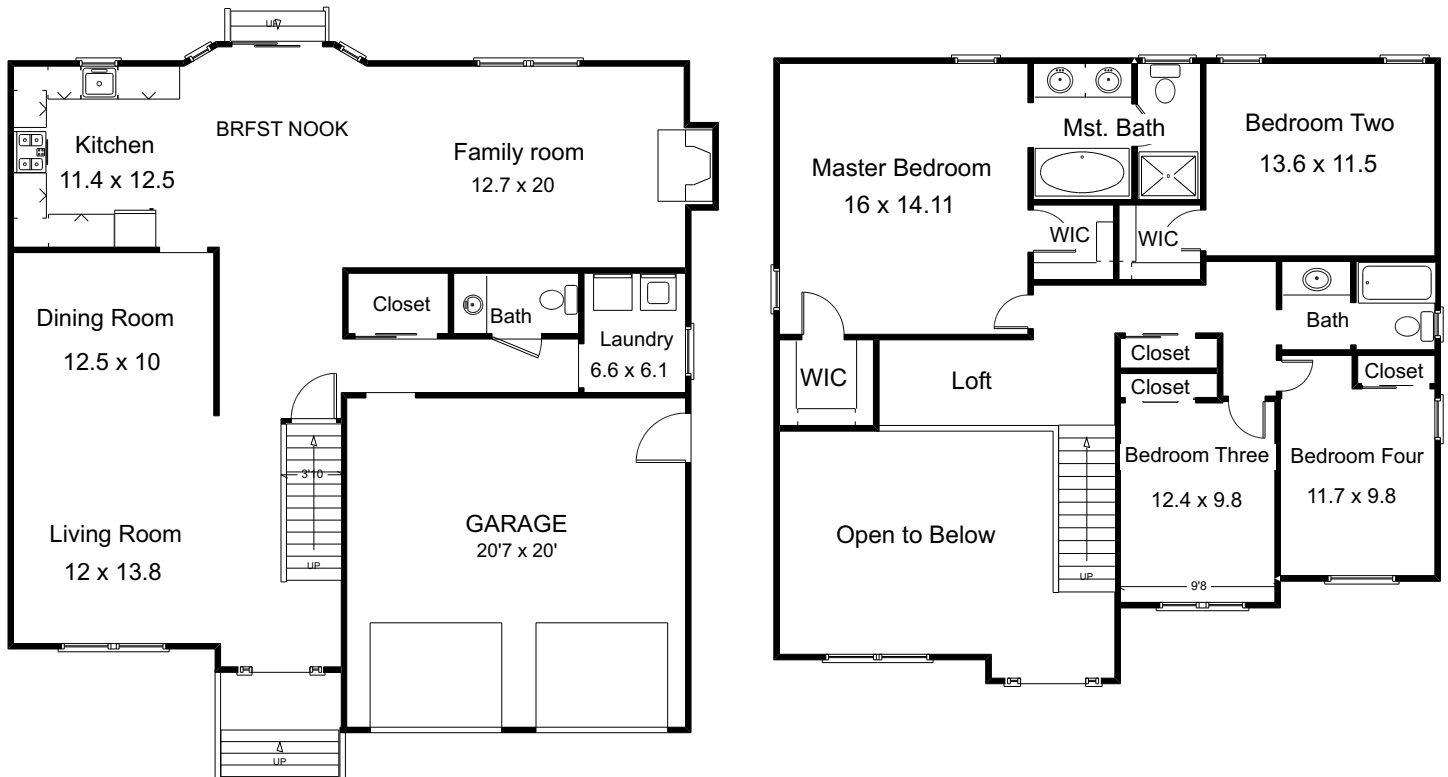 UP
BRFST NOOK
Kitchen
11.4 x 12.5
Family room
12.7 x 20
Dining Room
12.5 x 10
Closet
Bath
Laundry
6.6 x 6.1
3'10
UP
Living Room
12 x 13.8
GARAGE
20'7 x 20'
UP
Master Bedroom
16 x 14.11
Mst. Bath
Bedroom Two
13.6 x 11.5
WIC
WIC
WIC
Loft
Closet
Closet
Bath
Closet
Bedroom Three
12.4 x 9.8
Bedroom Four
11.7 x 9.8
Open to Below
UP
9'8